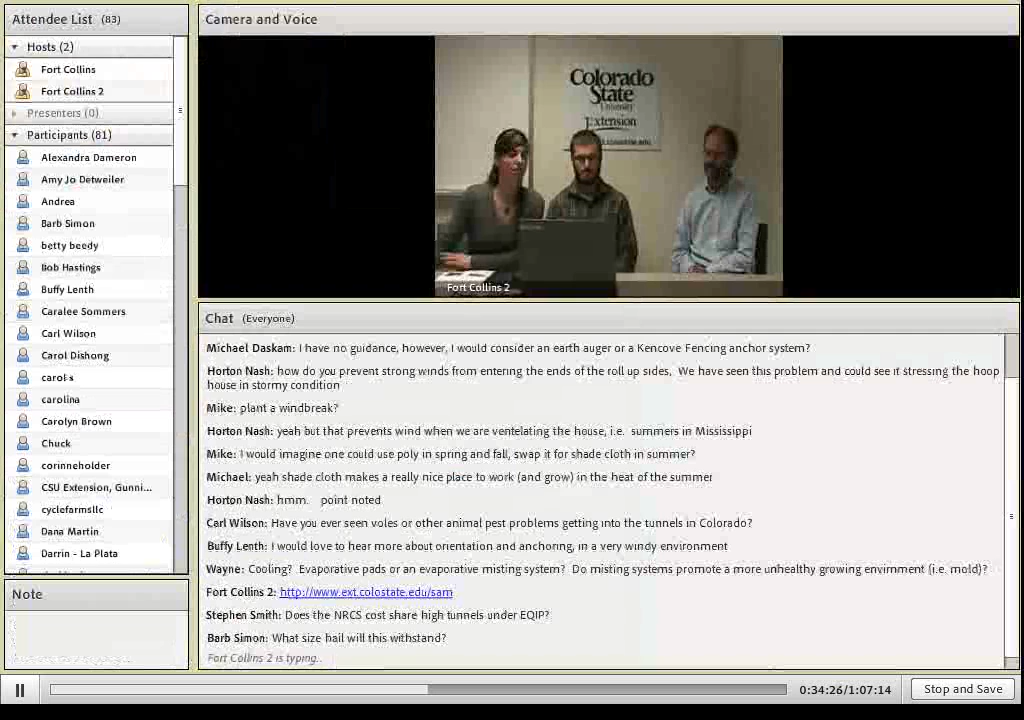 Attendee List (83)
Hosts (2)
Fort Collins
Fort Collins 2
Presenters (0)
Participants (81)
Alexandra Dameron
Amy Jo Detweiler
Andrea
Barb Simon
betty beedy
Bob Hastings
Buffy Lenth
Caralee Sommers
Carl Wilson
Carol Dishong
carol s
carolina
Carolyn Brown
Chuck
corinneholder
CSU Extension, Gunni...
cyclefarmsllc
Dana Martin
Darrin - La Plata
Note
Camera and Voice
Colorado
State
University
Extension
Fort Collins 2
Chat (Everyone)
Michael Daskam: I have no guidance, however, I would consider an earth auger or a Kencove Fencing anchor system?
Horton Nash: how do you prevent strong winds from entering the ends of the roll up sides, We have seen this problem and could see it stressing the hoop
house in stormy condition
Mike: plant a windbreak?
Horton Nash: yeah but that prevents wind when we are ventelating the house, i.e. summers in Mississippi
Mike: I would imagine one could use poly in spring and fall, swap it for shade cloth in summer?
Michael: yeah shade cloth makes a really nice place to work (and grow) in the heat of the summer
Horton Nash: hmm. point noted
Carl Wilson: Have you ever seen voles or other animal pest problems getting into the tunnels in Colorado?
Buffy Lenth: I would love to hear more about orientation and anchoring, in a very windy environment
Wayne: Cooling? Evaporative pads or an evaporative misting system? Do misting systems promote a more unhealthy growing envirment (i.e. mold)?
Fort Collins 2: http://www.ext.colostate.edu/sam
Stephen Smith: Does the NRCS cost share high tunnels under EQIP?
Barb Simon: What size hail will this withstand?
Fort Collins 2 is typing..
0:34:26/1:07:14
Stop and Save